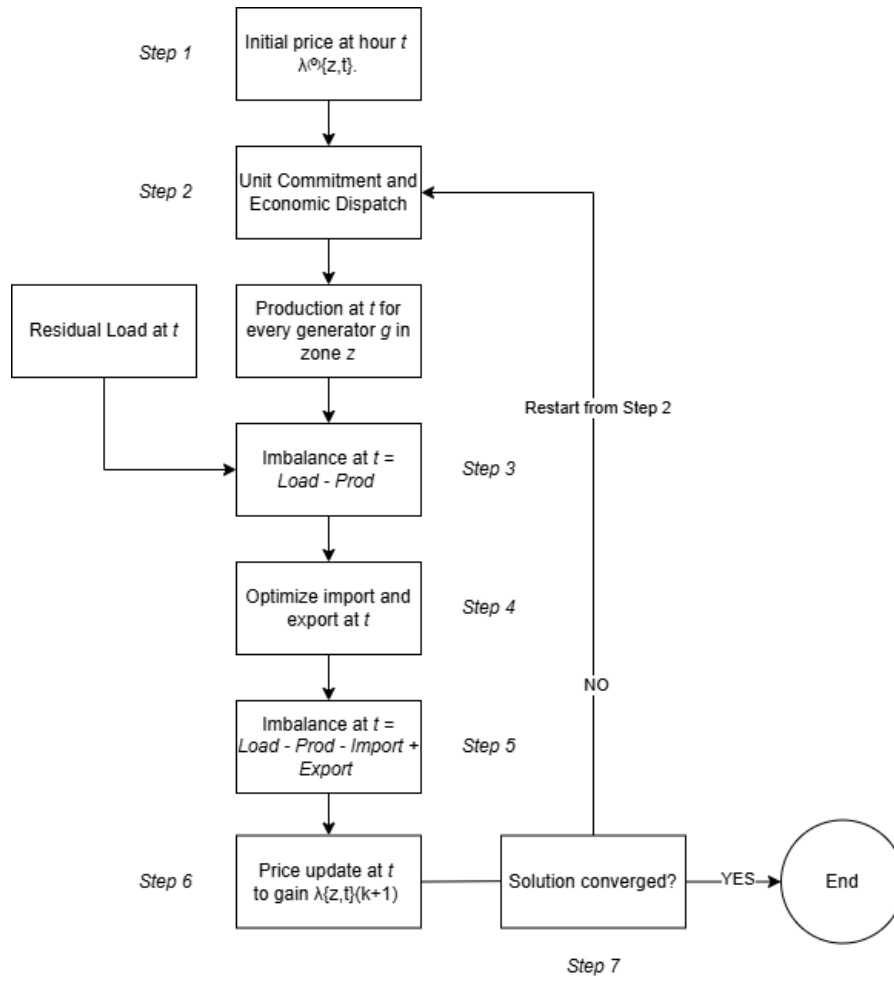 Step 1
Initial price at hour t
λ⁽⁰⁾{z,t}.
Step 2
Unit Commitment and
Economic Dispatch
Residual Load at t
Production at t for
every generator g in
zone z
Restart from Step 2
Imbalance at t =
Load - Prod
Step 3
Optimize import and
export at t
Step 4
NO
Imbalance at t =
Load - Prod - Import +
Export
Step 5
Step 6
Price update at t
to gain λ{z,t}(k+1)
Solution converged?
YES
End
Step 7